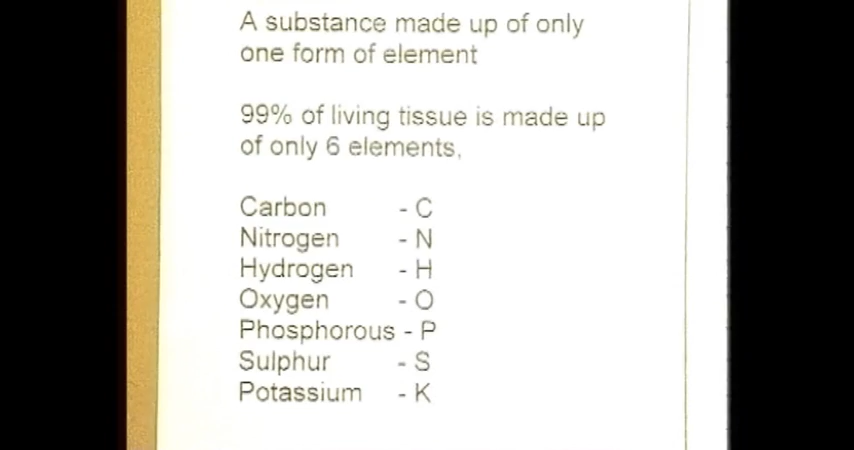 A substance made up of only
one form of element
99% of living tissue is made up
of only 6 elements,
Carbon - C
Nitrogen - N
Hydrogen - H
Oxygen - O
Phosphorous - P
Sulphur - S
Potassium - K